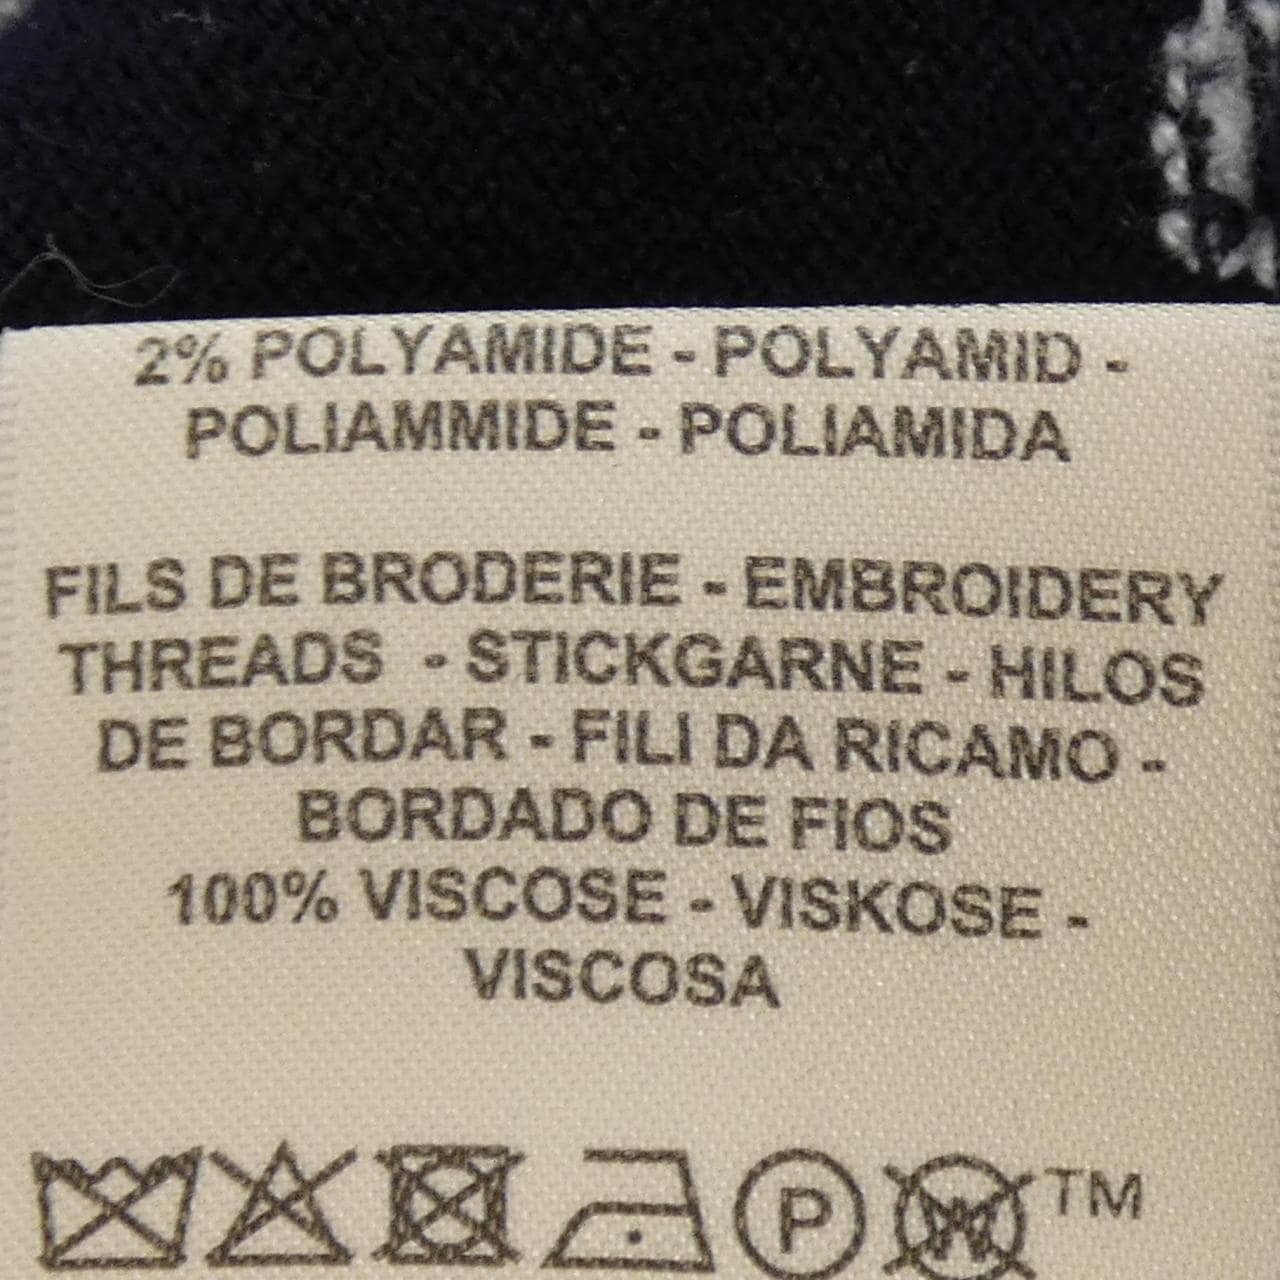 2% POLYAMIDE - POLYAMID -
POLIAMMIDE - POLIAMIDA
FILS DE BRODERIE - EMBROIDERY
THREADS - STICKGARNE - HILOS
DE BORDAR - FILI DA RICAMO -
BORDADO DE FIOS
100% VISCOSE - VISKOSE -
VISCOSA
P W TM